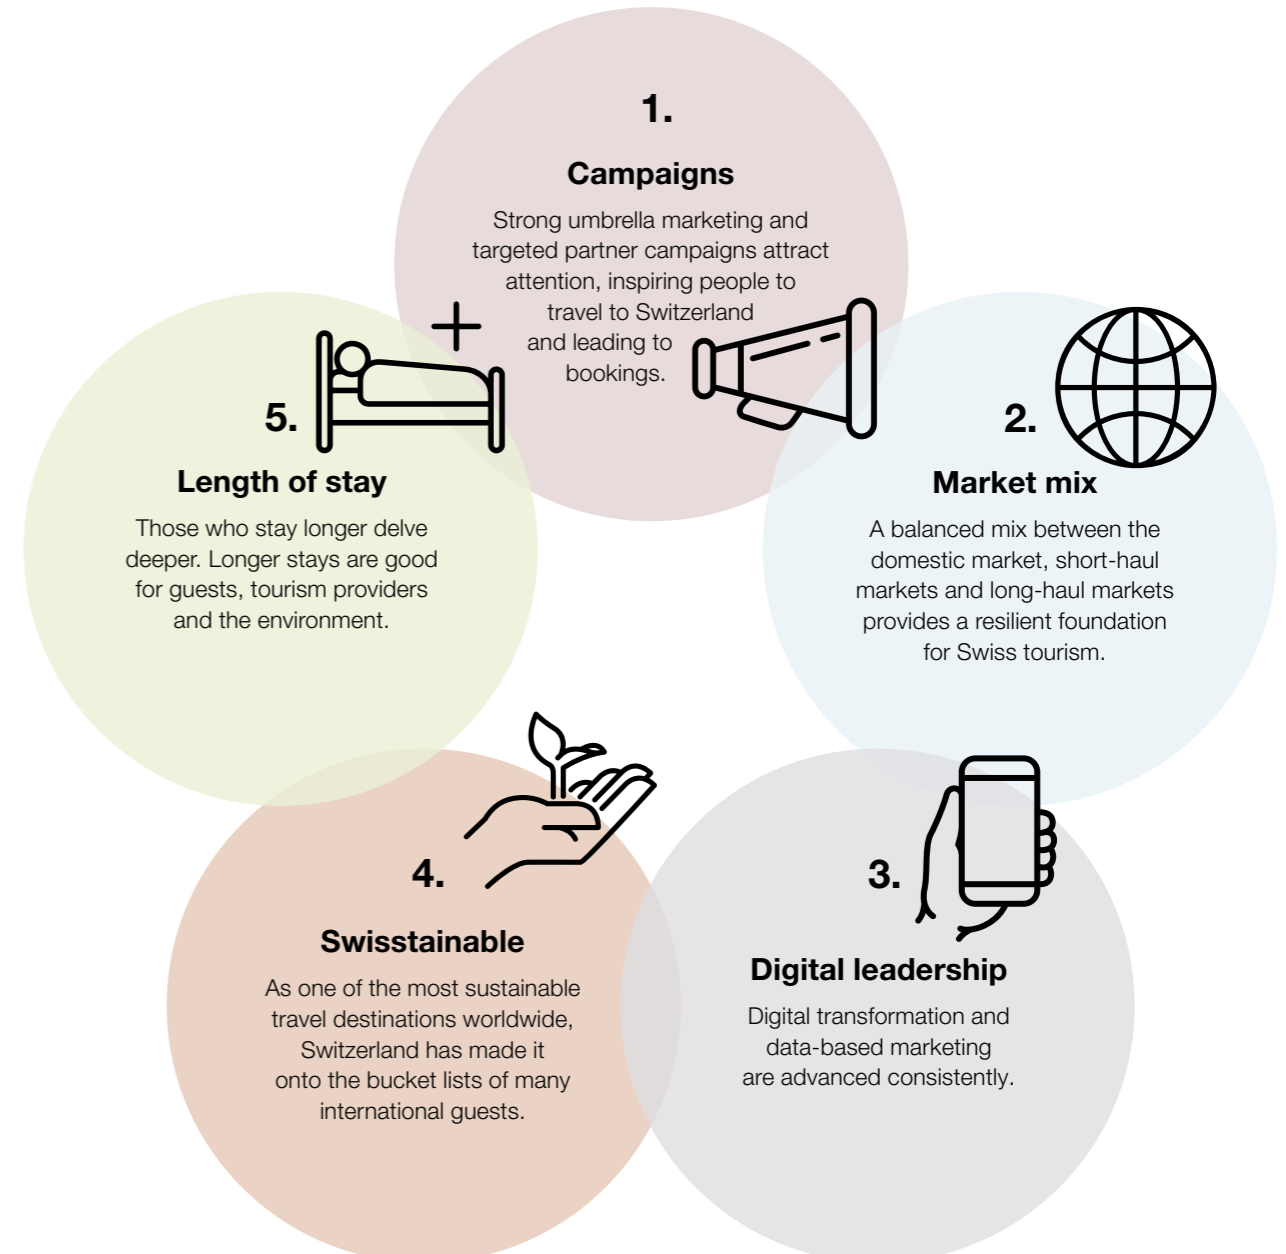 1.
Campaigns
Strong umbrella marketing and
targeted partner campaigns attract
attention, inspiring people to
travel to Switzerland
and leading to
bookings.
2.
Market mix
A balanced mix between the
domestic market, short-haul
markets and long-haul markets
provides a resilient foundation
for Swiss tourism.
3.
Digital leadership
Digital transformation and
data-based marketing
are advanced consistently.
4.
Swisstainable
As one of the most sustainable
travel destinations worldwide,
Switzerland has made it
onto the bucket lists of many
international guests.
5.
Length of stay
Those who stay longer delve
deeper. Longer stays are good
for guests, tourism providers
and the environment.